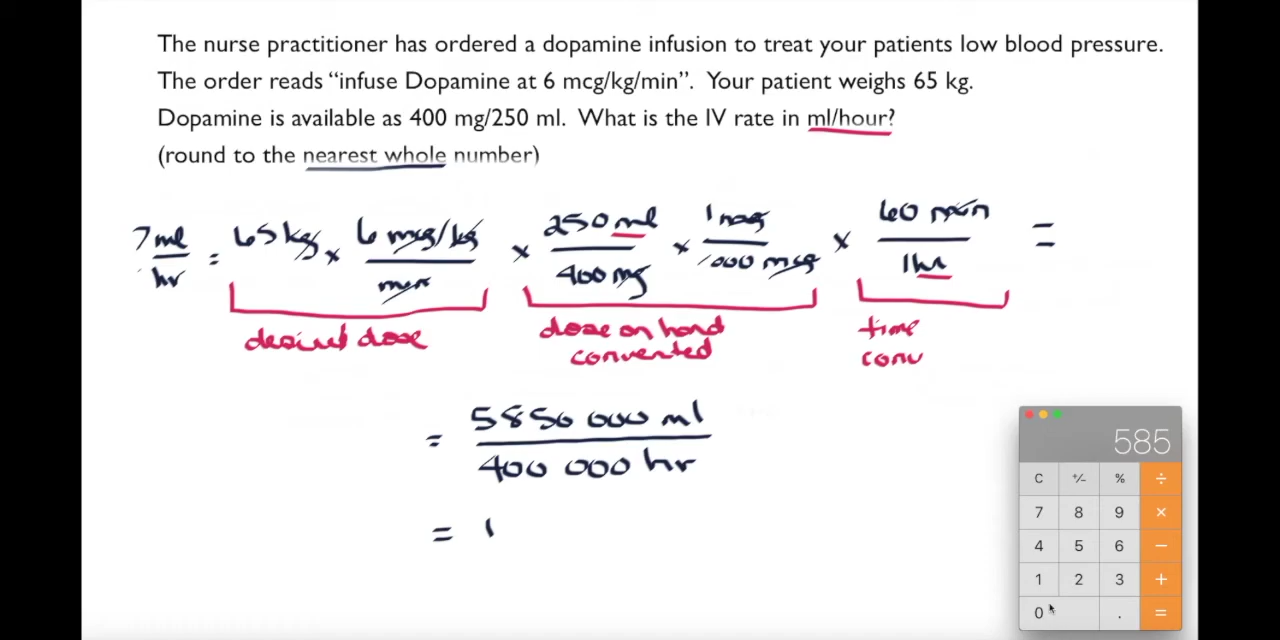 The nurse practitioner has ordered a dopamine infusion to treat your patients low blood pressure.
The order reads “infuse Dopamine at 6 mcg/kg/min”. Your patient weighs 65 kg.
Dopamine is available as 400 mg/250 ml. What is the IV rate in ml/hour?
(round to the nearest whole number)
? ml / hr = 65 kg x 6 mcg/kg / min x 250 ml / 400 mg x 1 mg / 1000 mcg x 60 min / 1 hr =
desired dose
dose on hand
converted
time
conv
= 5850 000 ml / 400 000 hr
= 1
585
C +/- % ÷
7 8 9 ×
4 5 6 −
1 2 3 +
0 . =